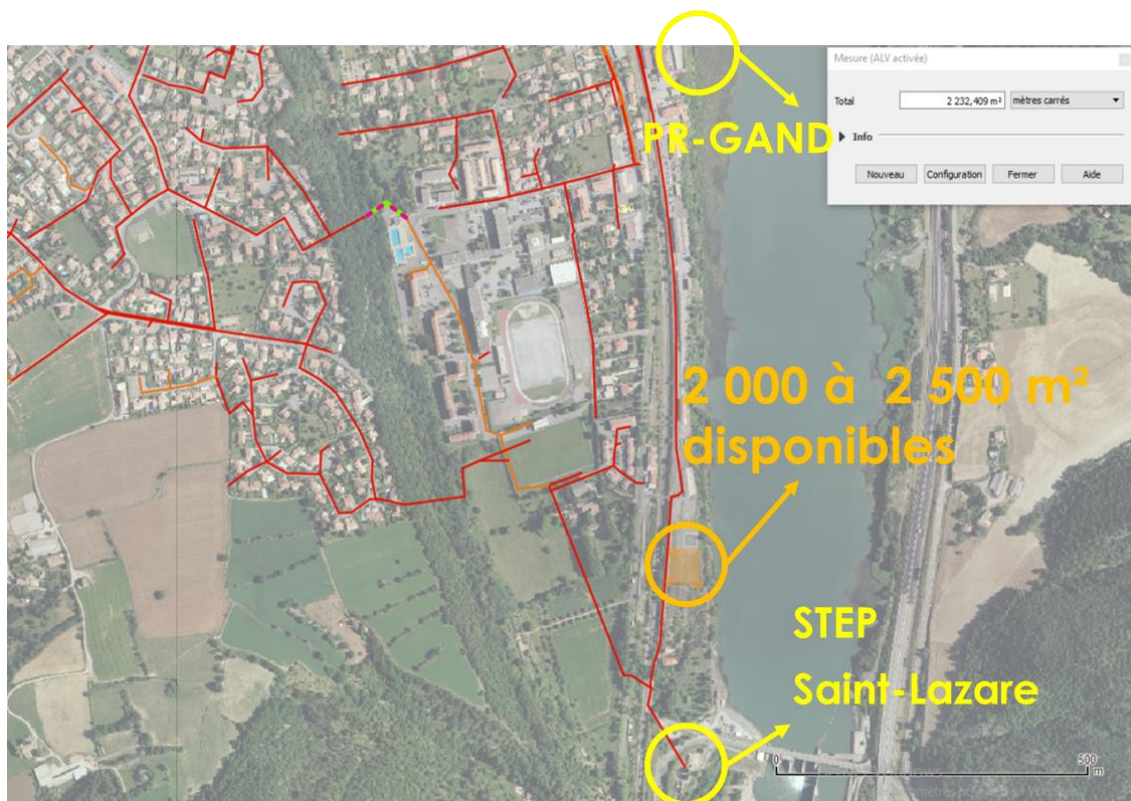 Mesure (ALV activée)
Total
2 232,409 m²
mètres carrés
Info
Nouveau
Configuration
Fermer
Aide
PR-GAND
2 000 à 2 500 m²
disponibles
STEP
Saint-Lazare
0
500
m